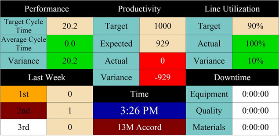 Performance Productivity Line Utilization
Target Cycle Time 20.2 Target 1000 Target 90%
Average Cycle Time 0.0 Expected 929 Actual 100%
Variance 20.2 Actual 0 Variance 10%
Last Week Variance -929 Downtime
1st 0 Time Equipment 0:00:00
2nd 1 3:26 PM Quality 0:00:00
3rd 0 13M Accord Materials 0:00:00